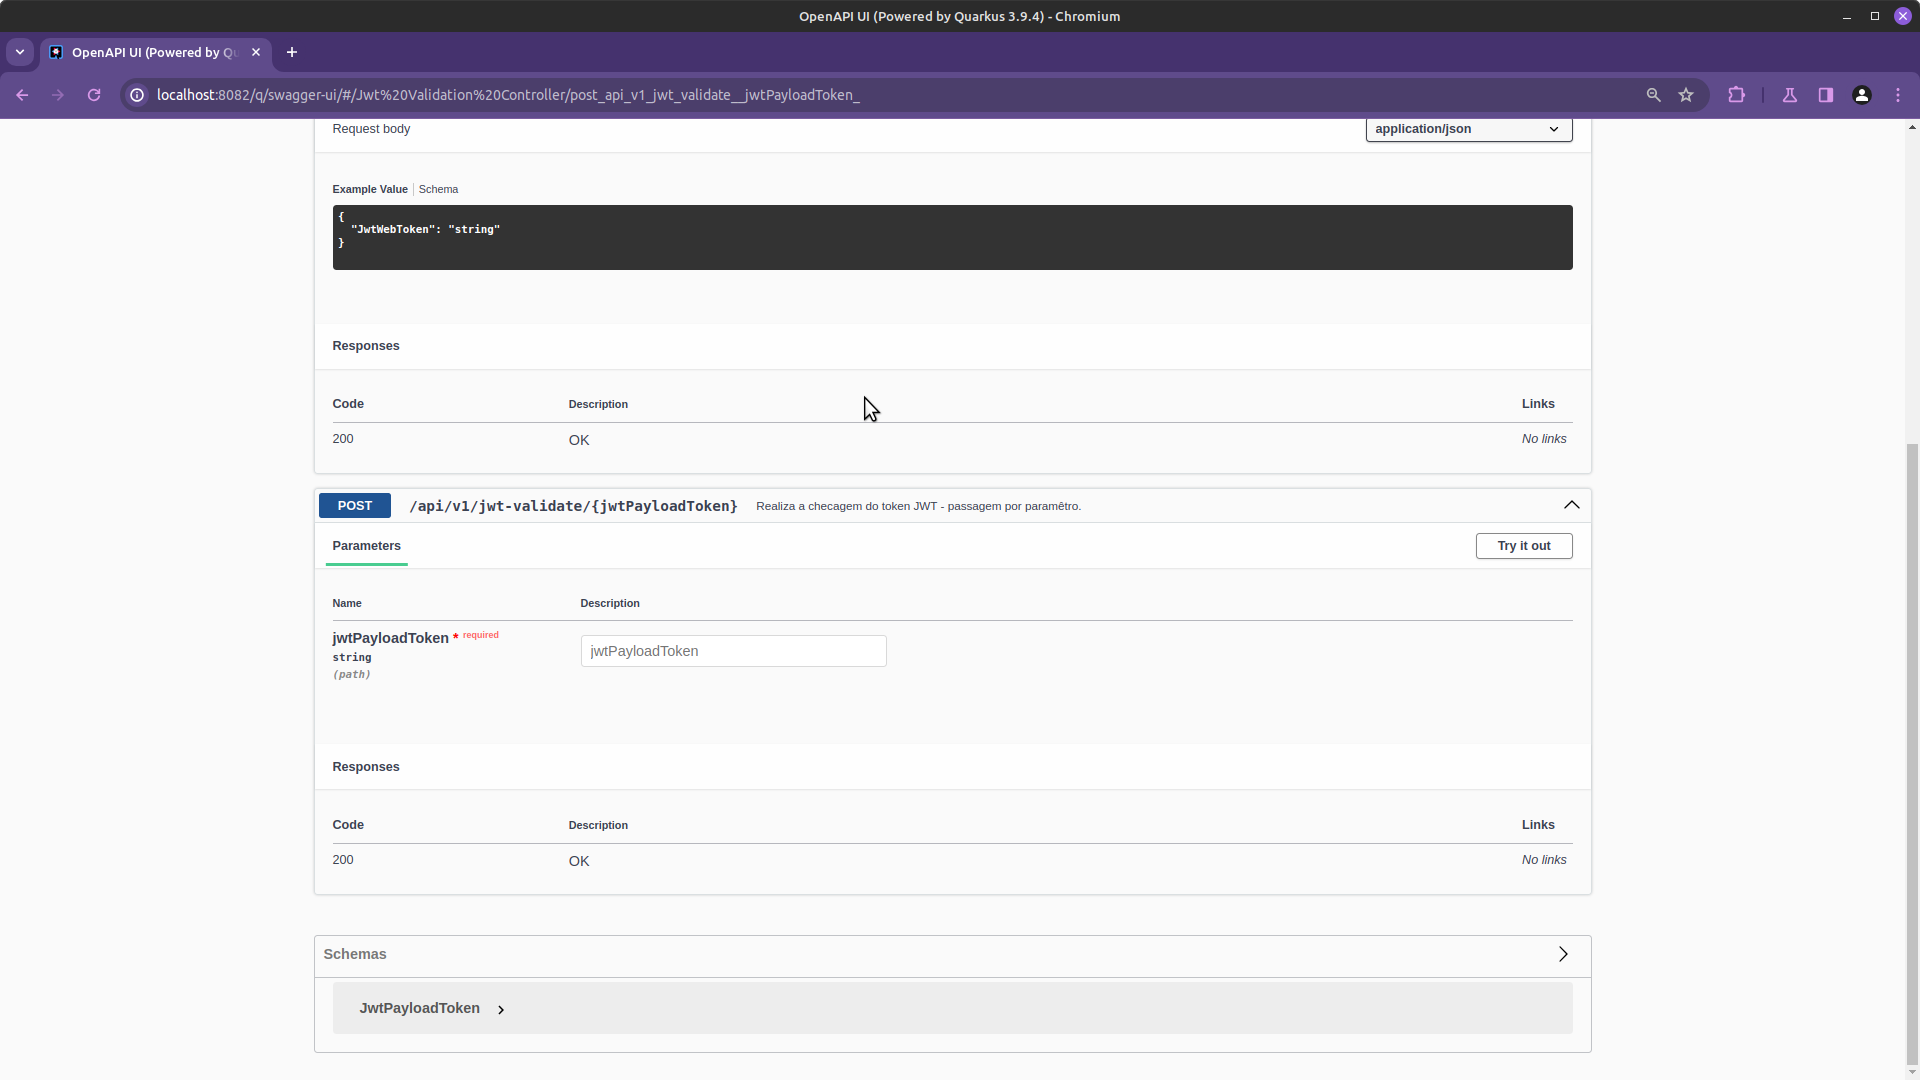 OpenAPI UI (Powered by Quarkus 3.9.4) - Chromium
OpenAPI UI (Powered by Q
localhost:8082/q/swagger-ui/#/Jwt%20Validation%20Controller/post_api_v1_jwt_validate__jwtPayloadToken_
Request body
application/json
Example Value Schema
{
"JwtWebToken": "string"
}
Responses
Code Description Links
200 OK No links
POST /api/v1/jwt-validate/{jwtPayloadToken} Realiza a checagem do token JWT - passagem por paramêtro.
Parameters
Try it out
Name Description
jwtPayloadToken * required
jwtPayloadToken
string
(path)
Responses
Code Description Links
200 OK No links
Schemas
JwtPayloadToken